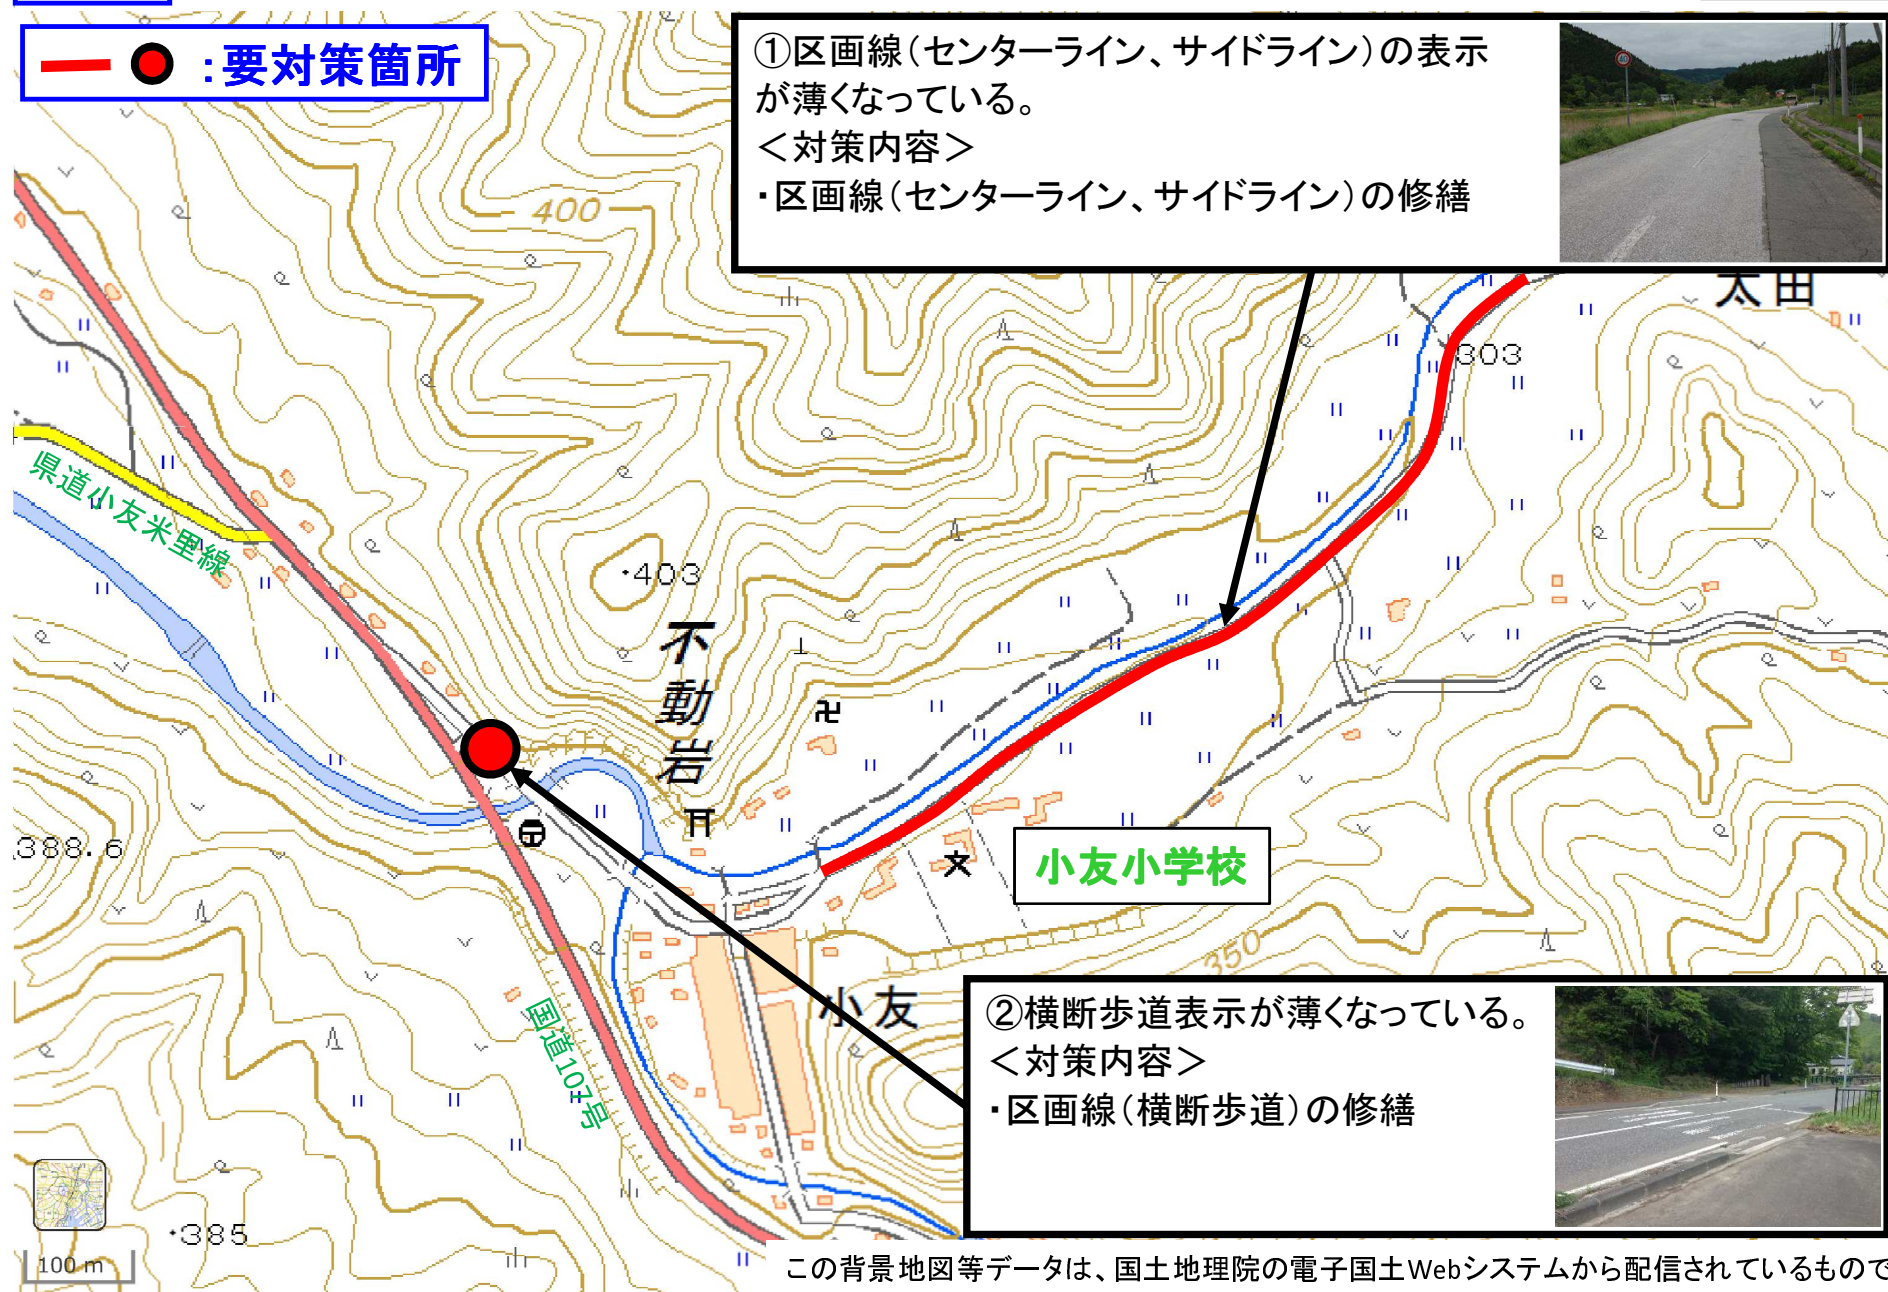 :要対策箇所
①区画線(センターライン、サイドライン)の表示
が薄くなっている。
<対策内容>
・区画線(センターライン、サイドライン)の修繕
400
太田
303
県道小友米里線
403
不動岩
388.6
小友小学校
350
小友
国道107号
②横断歩道表示が薄くなっている。
<対策内容>
・区画線(横断歩道)の修繕
385
100 m
この背景地図等データは、国土地理院の電子国土Webシステムから配信されているもので